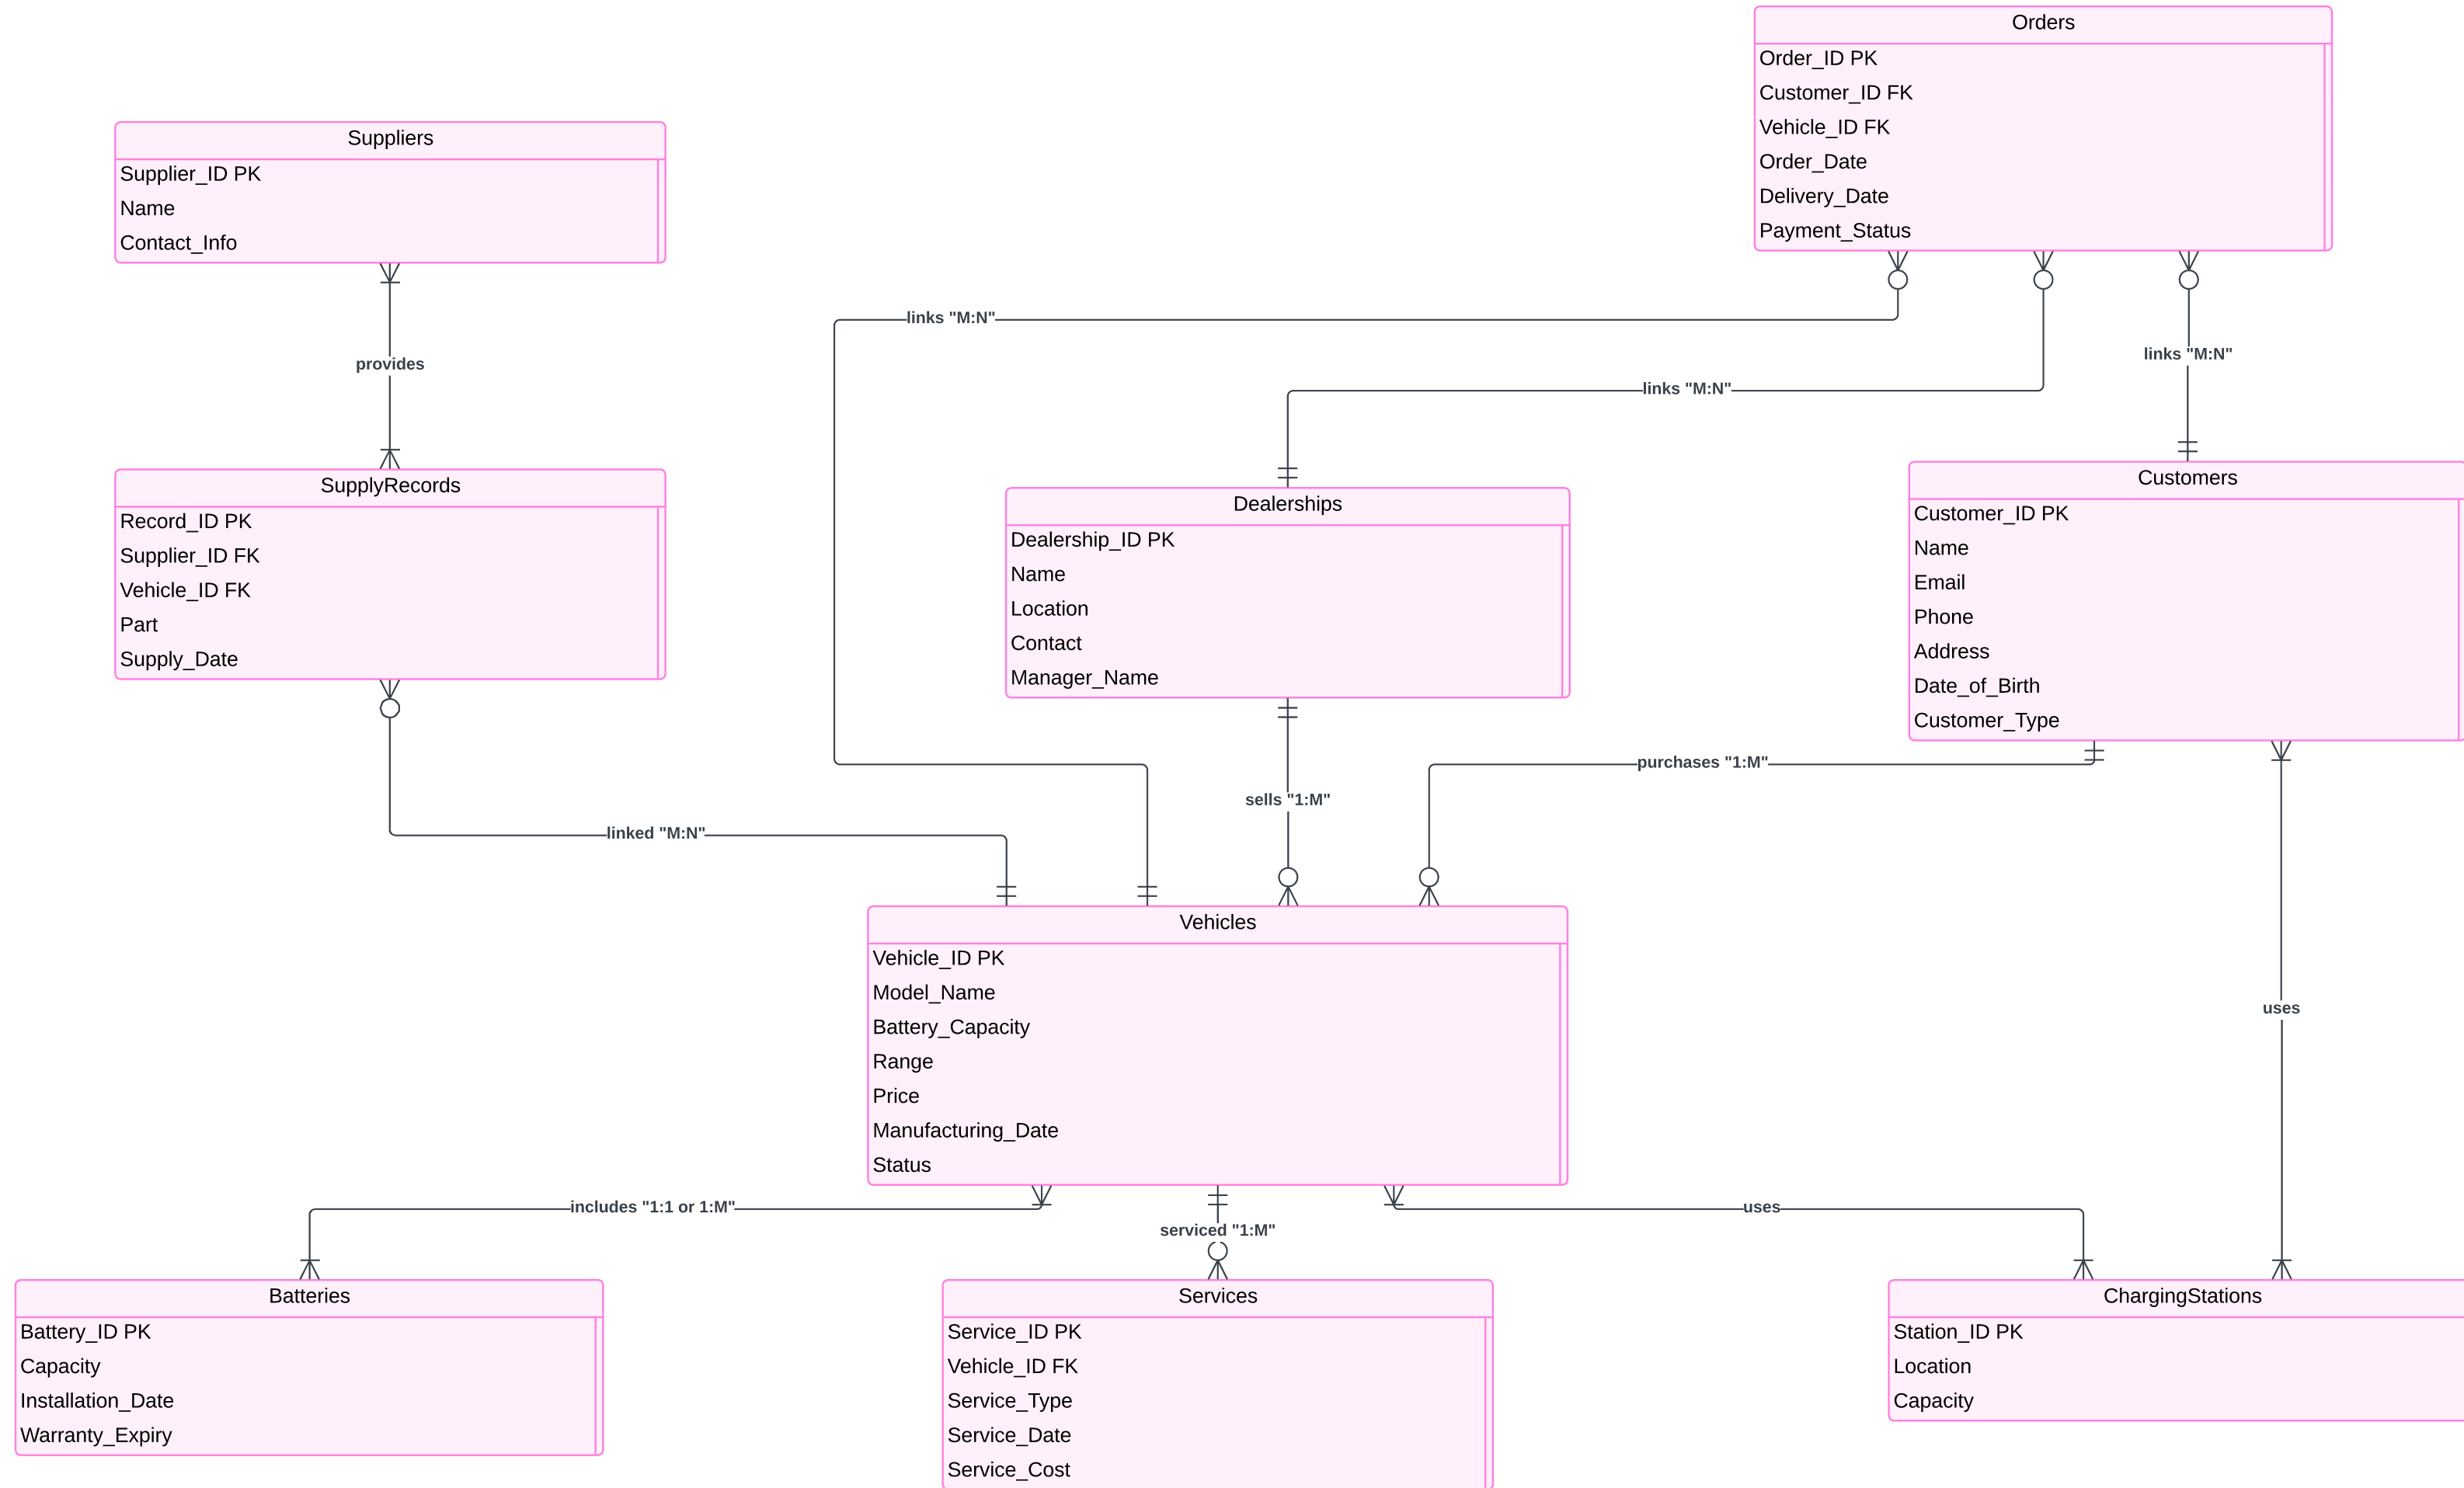 Orders
Order_ID PK
Customer_ID FK
Vehicle_ID FK
Order_Date
Delivery_Date
Payment_Status
Suppliers
Supplier_ID PK
Name
Contact_Info
links "M:N"
links "M:N"
provides
links "M:N"
SupplyRecords
Record_ID PK
Supplier_ID FK
Vehicle_ID FK
Part
Supply_Date
Dealerships
Dealership_ID PK
Name
Location
Contact
Manager_Name
Customers
Customer_ID PK
Name
Email
Phone
Address
Date_of_Birth
Customer_Type
purchases "1:M"
sells "1:M"
linked "M:N"
Vehicles
Vehicle_ID PK
Model_Name
Battery_Capacity
Range
Price
Manufacturing_Date
Status
uses
includes "1:1 or 1:M"
serviced "1:M"
uses
Batteries
Battery_ID PK
Capacity
Installation_Date
Warranty_Expiry
Services
Service_ID PK
Vehicle_ID FK
Service_Type
Service_Date
Service_Cost
ChargingStations
Station_ID PK
Location
Capacity